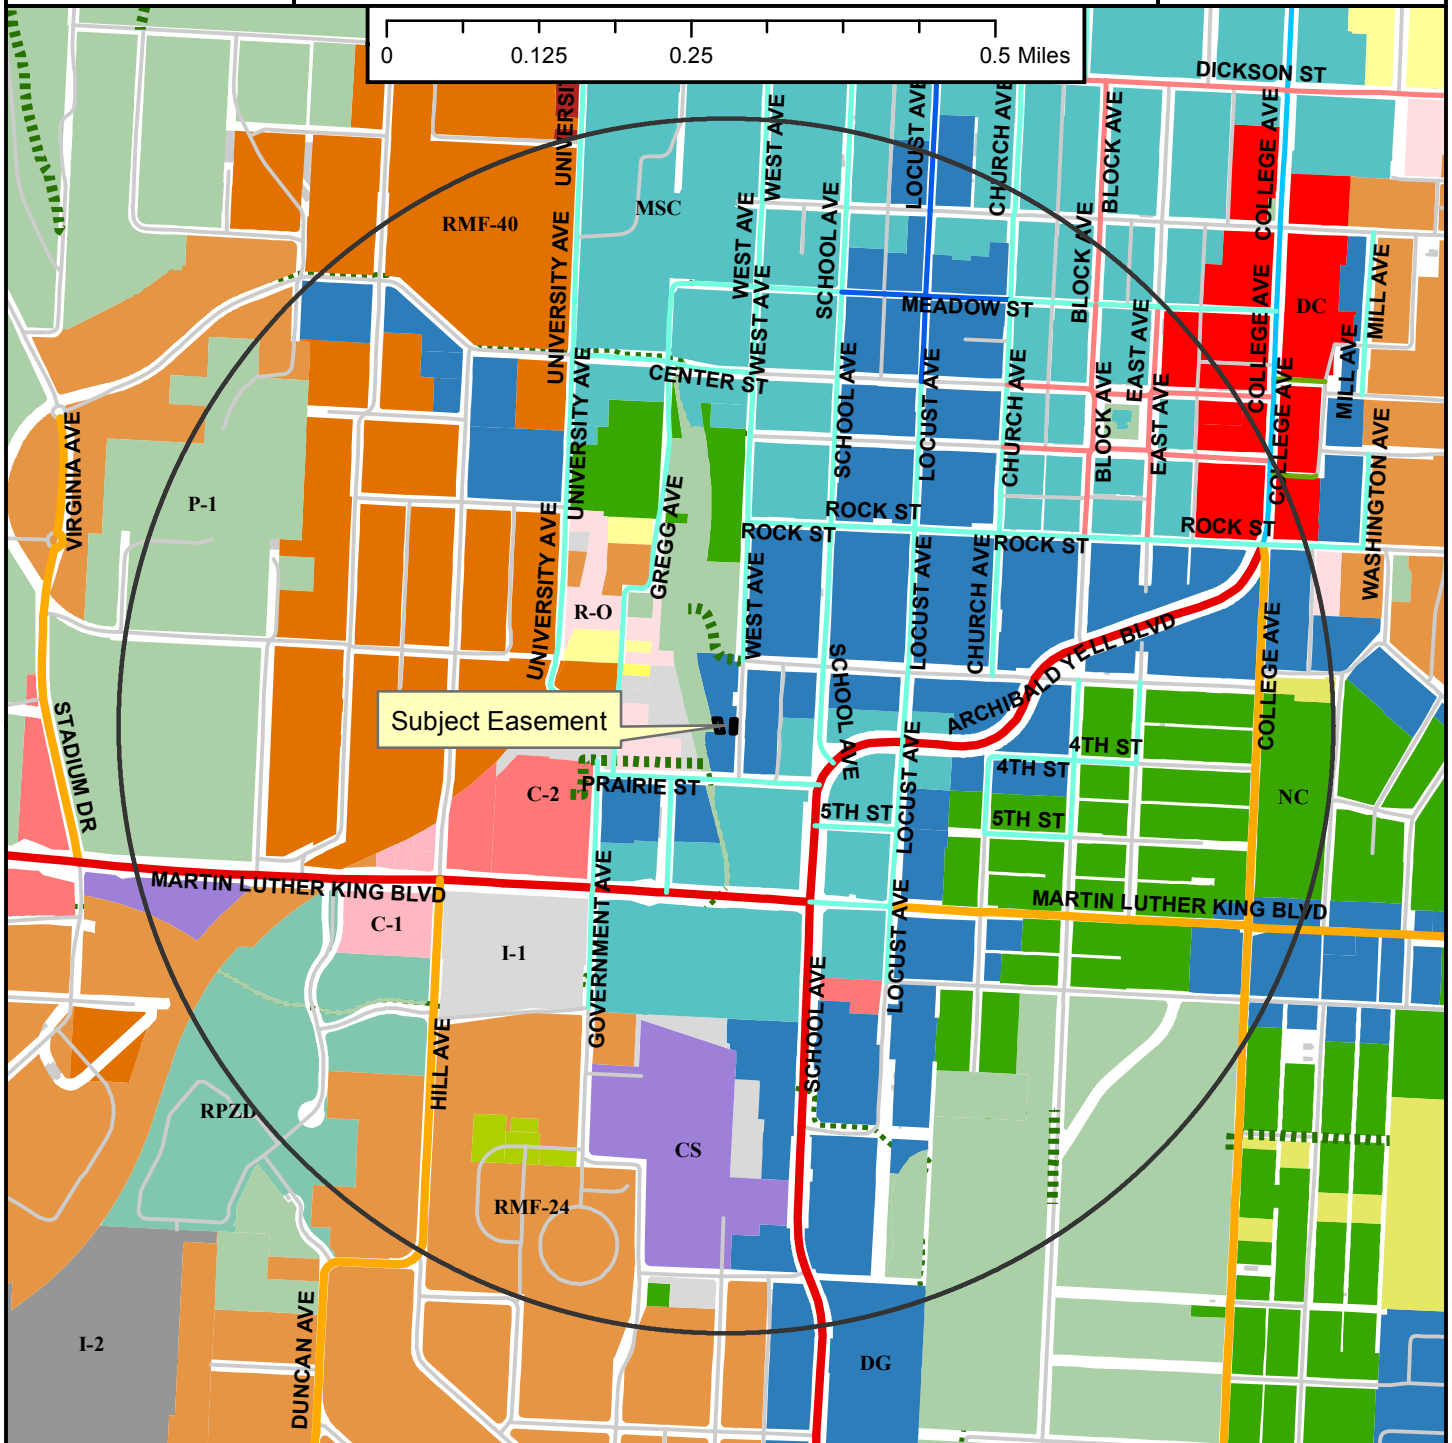 0 0.125 0.25 0.5 Miles
DICKSON ST
UNIVERSI
WEST AVE
LOCUST AVE
CHURCH AVE
BLOCK AVE
COLLEGE AVE
MSC
RMF-40
UNIVERSITY AVE
WEST AVE
SCHOOL AVE
BLOCK AVE
MILL AVE
MEADOW ST
DC
WEST AVE
COLLEGE AVE
EAST AVE
MILL AVE
CENTER ST
UNIVERSITY AVE
SCHOOL AVE
LOCUST AVE
CHURCH AVE
BLOCK AVE
EAST AVE
COLLEGE AVE
WASHINGTON AVE
VIRGINIA AVE
P-1
GREGG AVE
ROCK ST
ROCK ST
ROCK ST
ROCK ST
UNIVERSITY AVE
R-O
WEST AVE
LOCUST AVE
CHURCH AVE
COLLEGE AVE
ARCHIBALD YELL BLVD
SCHOOL AVE
Subject Easement
STADIUM DR
LOCUST AVE
4TH ST
4TH ST
PRAIRIE ST
C-2
NC
5TH ST
5TH ST
MARTIN LUTHER KING BLVD
MARTIN LUTHER KING BLVD
C-1
I-1
GOVERNMENT AVE
LOCUST AVE
SCHOOL AVE
HILL AVE
RPZD
CS
RMF-24
I-2
DUNCAN AVE
DG